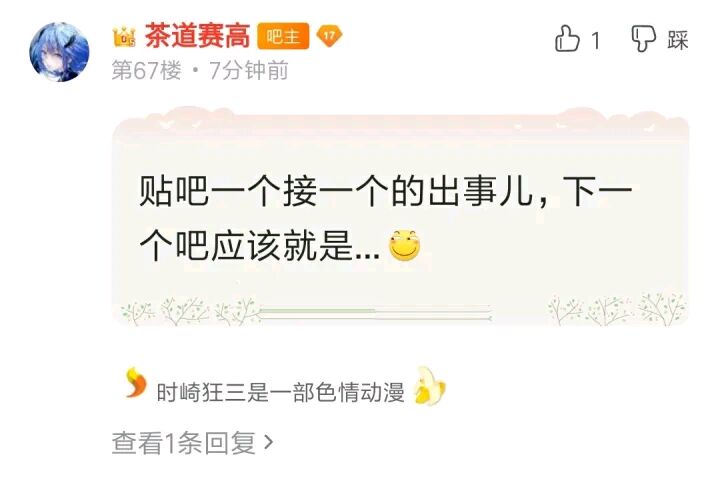 茶道赛高 吧主 17
1 踩
第67楼 • 7分钟前
贴吧一个接一个的出事儿，下一
个吧应该就是...
时崎狂三是一部色情动漫
查看1条回复